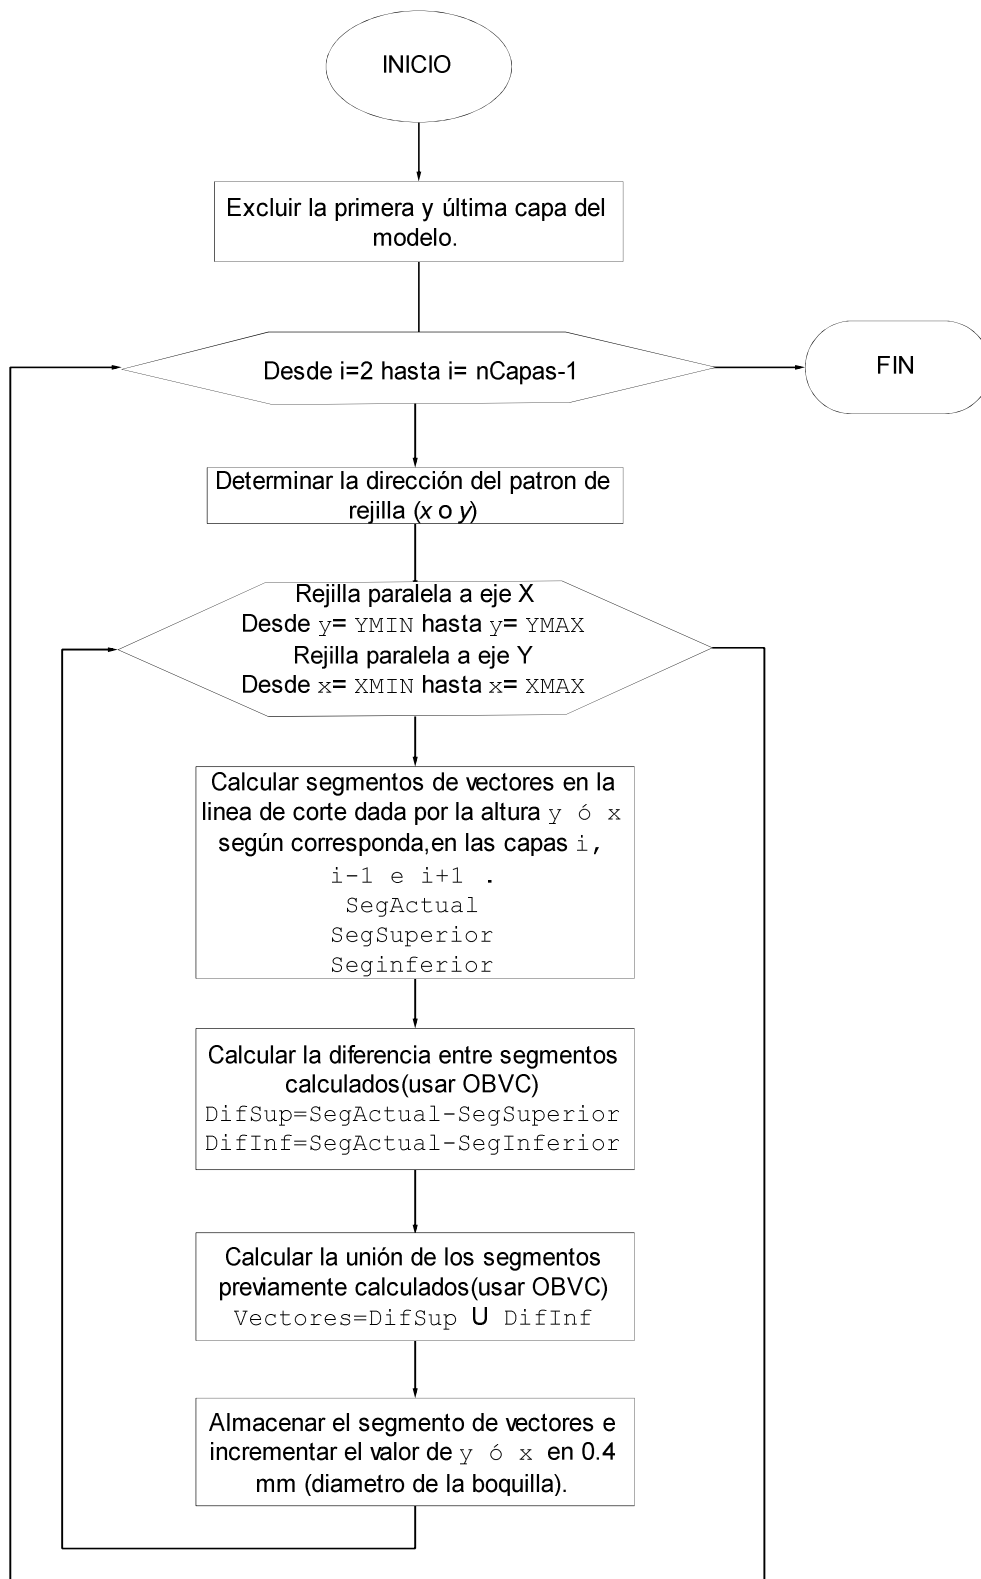 INICIO
Excluir la primera y última capa del
modelo.
Desde i=2 hasta i= nCapas-1
FIN
Determinar la dirección del patron de
rejilla (x o y)
Rejilla paralela a eje X
Desde y= YMIN hasta y= YMAX
Rejilla paralela a eje Y
Desde x= XMIN hasta x= XMAX
Calcular segmentos de vectores en la
linea de corte dada por la altura y ó x
según corresponda,en las capas i,
i-1 e i+1 .
SegActual
SegSuperior
Seginferior
Calcular la diferencia entre segmentos
calculados(usar OBVC)
DifSup=SegActual-SegSuperior
DifInf=SegActual-SegInferior
Calcular la unión de los segmentos
previamente calculados(usar OBVC)
Vectores=DifSup U DifInf
Almacenar el segmento de vectores e
incrementar el valor de y ó x en 0.4
mm (diametro de la boquilla).